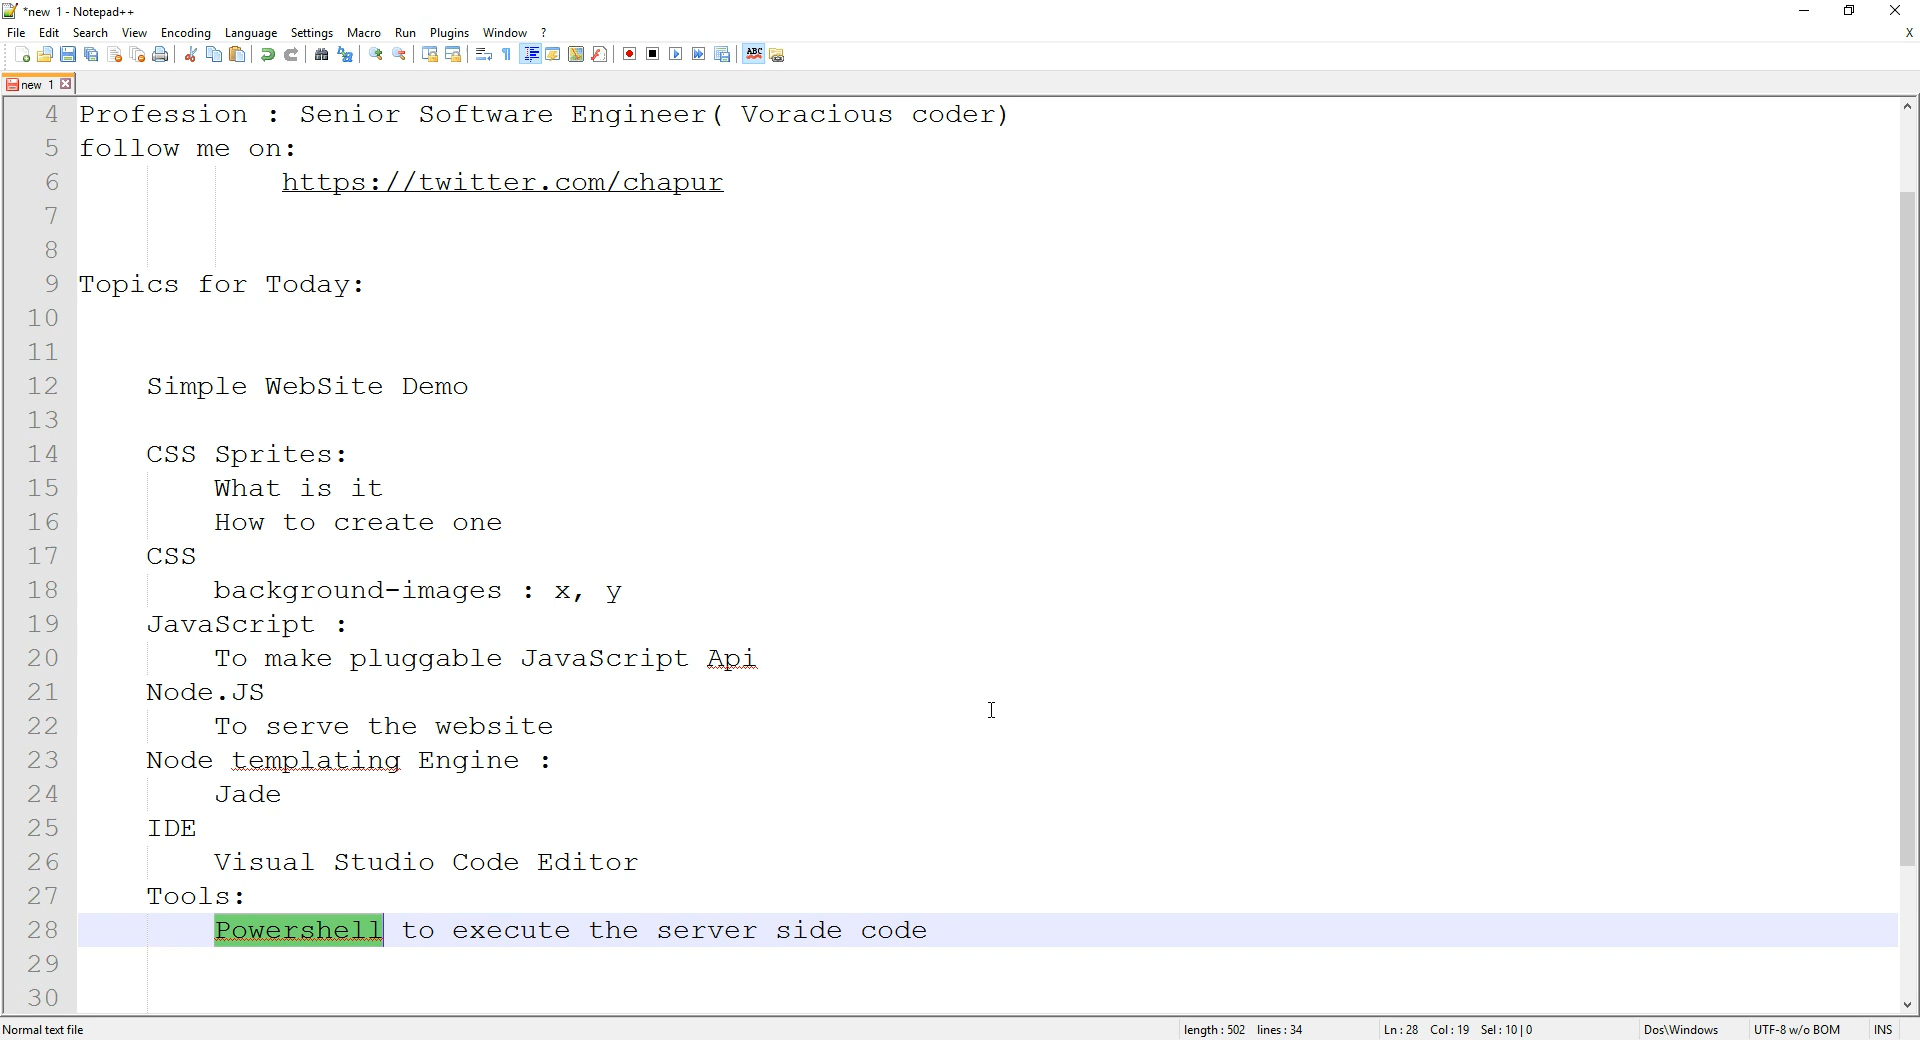 *new 1 - Notepad++
File Edit Search View Encoding Language Settings Macro Run Plugins Window ? X
ABC
new 1
4 Profession : Senior Software Engineer( Voracious coder)
5 follow me on:
6 https://twitter.com/chapur
7
8
9 Topics for Today:
10
11
12 Simple WebSite Demo
13
14 CSS Sprites:
15 What is it
16 How to create one
17 CSS
18 background-images : x, y
19 JavaScript :
20 To make pluggable JavaScript Api
21 Node.JS
22 To serve the website
23 Node templating Engine :
24 Jade
25 IDE
26 Visual Studio Code Editor
27 Tools:
28 Powershell to execute the server side code
29
30
Normal text file length : 502 lines : 34 Ln : 28 Col : 19 Sel : 10 | 0 Dos\Windows UTF-8 w/o BOM INS